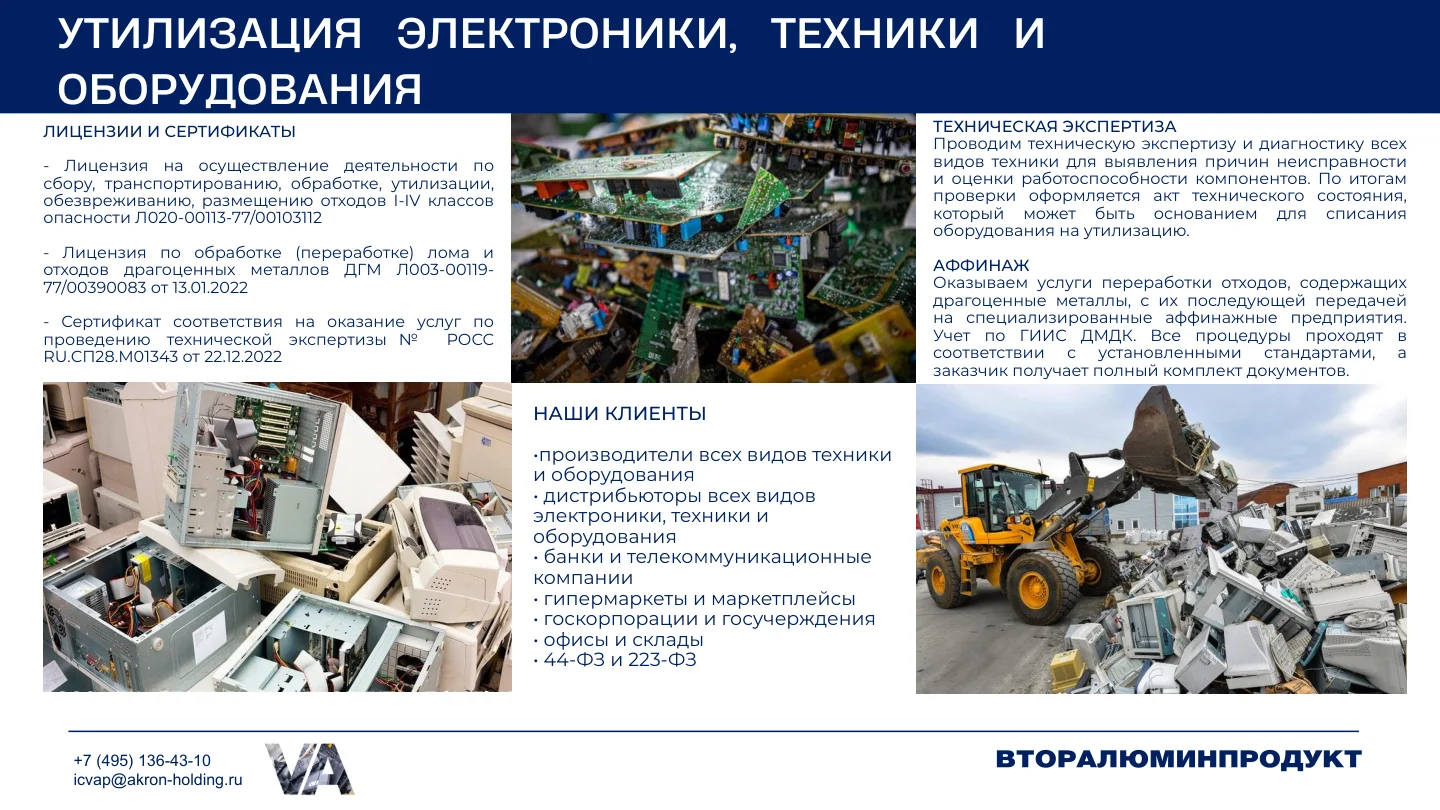 УТИЛИЗАЦИЯ ЭЛЕКТРОНИКИ, ТЕХНИКИ И
ОБОРУДОВАНИЯ
ЛИЦЕНЗИИ И СЕРТИФИКАТЫ
- Лицензия на осуществление деятельности по
сбору, транспортированию, обработке, утилизации,
обезвреживанию, размещению отходов I-IV классов
опасности Л020-00113-77/00103112
- Лицензия по обработке (переработке) лома и
отходов драгоценных металлов ДГМ Л003-00119-
77/00390083 от 13.01.2022
- Сертификат соответствия на оказание услуг по
проведению технической экспертизы № РОСС
RU.СП28.М01343 от 22.12.2022
ТЕХНИЧЕСКАЯ ЭКСПЕРТИЗА
Проводим техническую экспертизу и диагностику всех
видов техники для выявления причин неисправности
и оценки работоспособности компонентов. По итогам
проверки оформляется акт технического состояния,
который может быть основанием для списания
оборудования на утилизацию.
АФФИНАЖ
Оказываем услуги переработки отходов, содержащих
драгоценные металлы, с их последующей передачей
на специализированные аффинажные предприятия.
Учет по ГИИС ДМДК. Все процедуры проходят в
соответствии с установленными стандартами, а
заказчик получает полный комплект документов.
НАШИ КЛИЕНТЫ
•производители всех видов техники
и оборудования
• дистрибьюторы всех видов
электроники, техники и
оборудования
• банки и телекоммуникационные
компании
• гипермаркеты и маркетплейсы
• госкорпорации и госучерждения
• офисы и склады
• 44-ФЗ и 223-ФЗ
+7 (495) 136-43-10
icvap@akron-holding.ru
VA
ВТОРАЛЮМИНПРОДУКТ